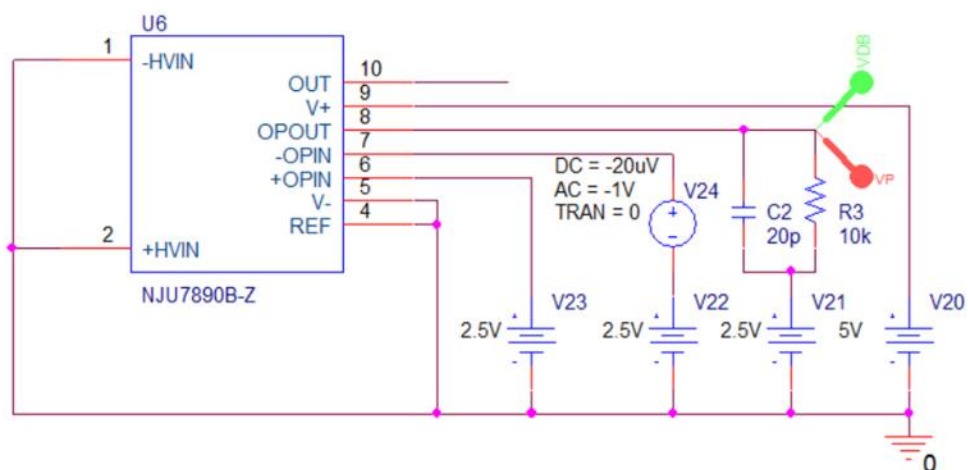 U6
1
-HVIN
OUT
10
V+
9
OPOUT
8
-OPIN
7
+OPIN
6
V-
5
REF
4
2
+HVIN
NJU7890B-Z
DC = -20uV
AC = -1V
TRAN = 0
V24
+
-
VDB
VP
C2
20p
R3
10k
V23
2.5V
-
V22
2.5V
-
V21
2.5V
-
V20
5V
-
0